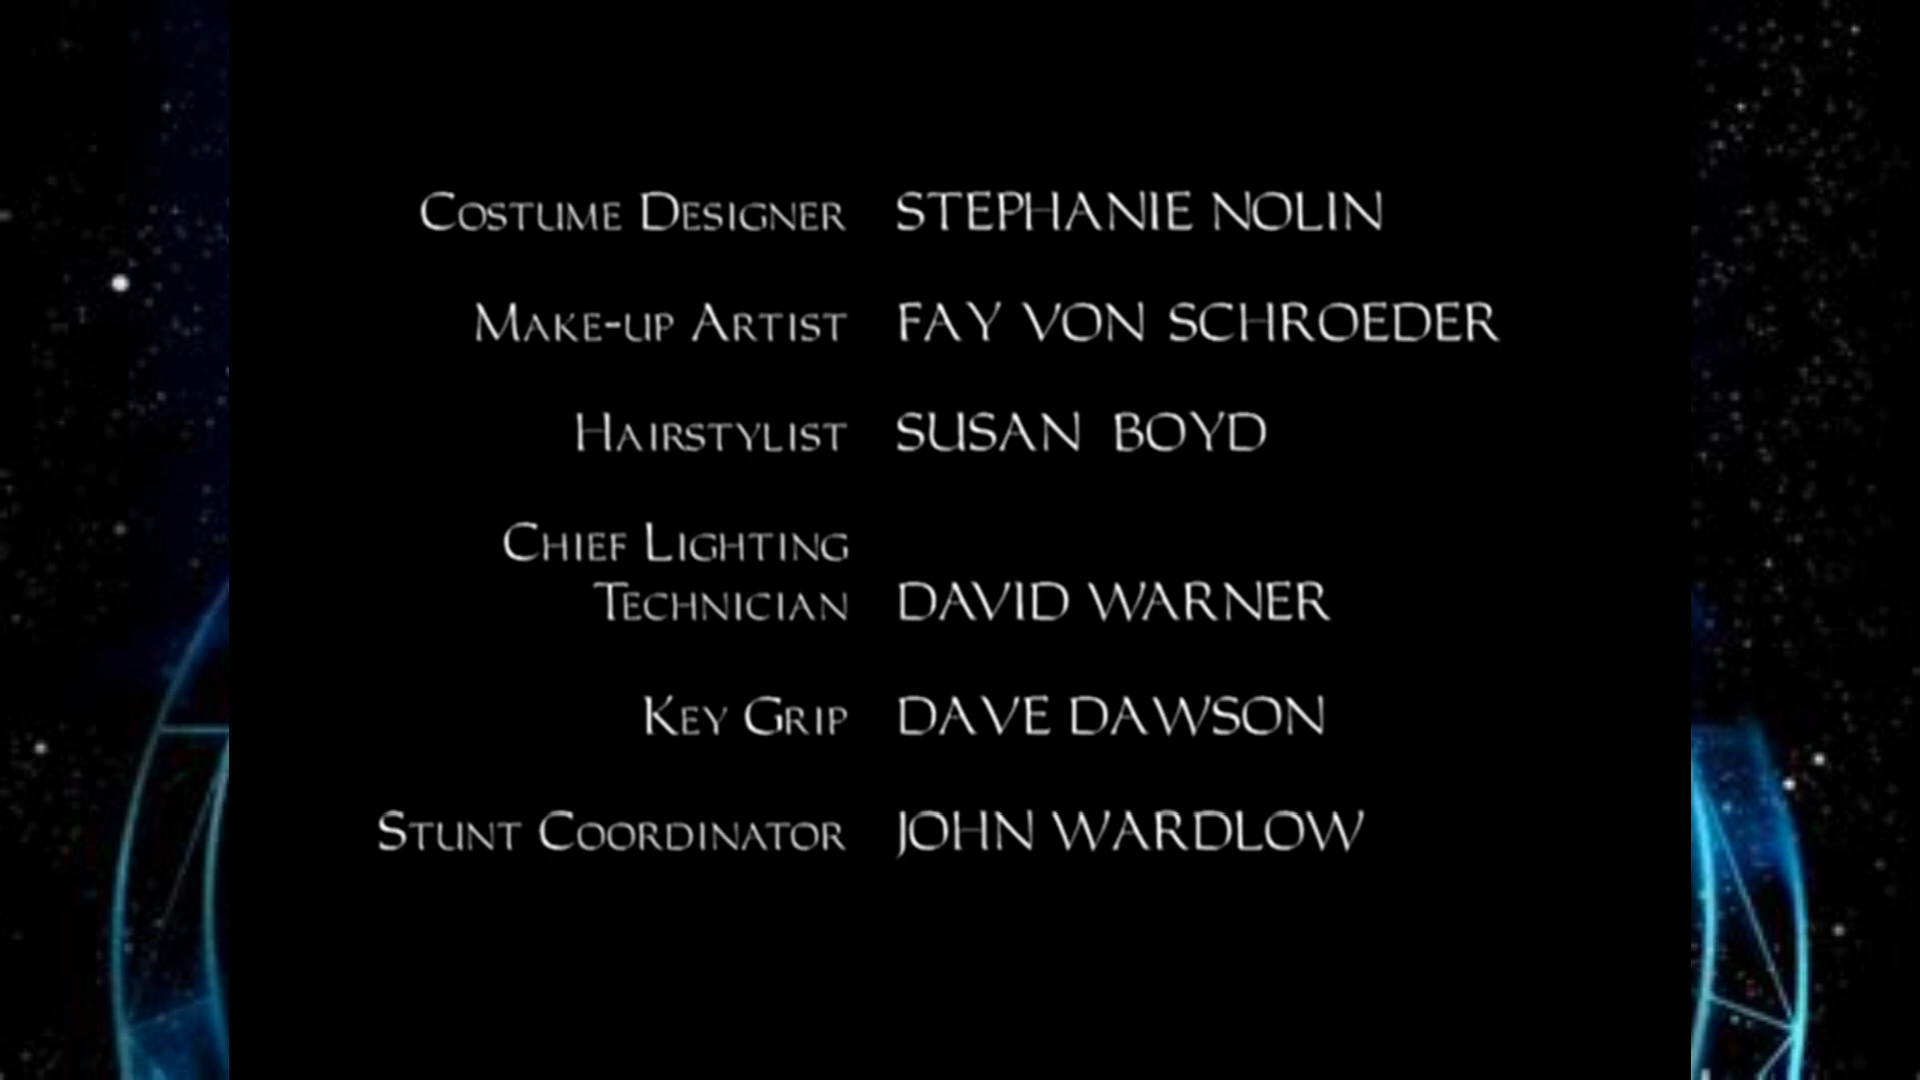 COSTUME DESIGNER STEPHANIE NOLIN
MAKE-UP ARTIST FAY VON SCHROEDER
HAIRSTYLIST SUSAN BOYD
CHIEF LIGHTING
TECHNICIAN DAVID WARNER
KEY GRIP DAVE DAWSON
STUNT COORDINATOR JOHN WARDLOW